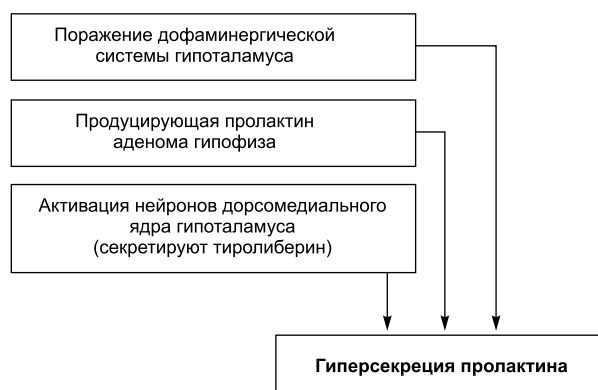 Поражение дофаминергической
системы гипоталамуса
Продуцирующая пролактин
аденома гипофиза
Активация нейронов дорсомедиального
ядра гипоталамуса
(секретируют тиролиберин)
Гиперсекреция пролактина